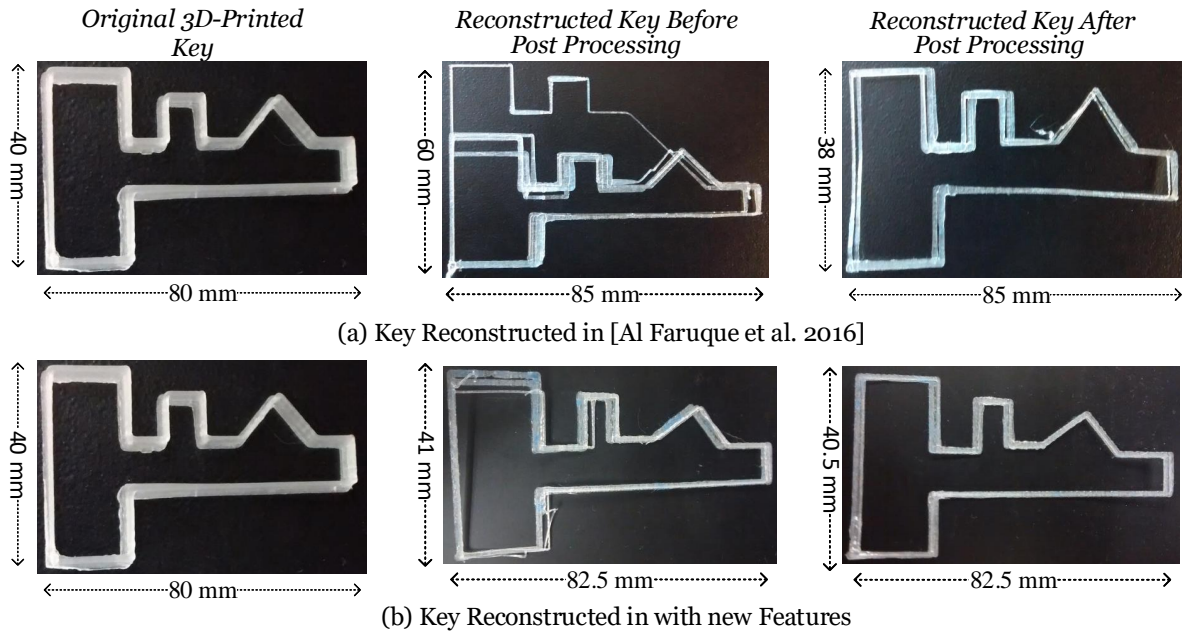 Original 3D-Printed
Key
Reconstructed Key Before
Post Processing
Reconstructed Key After
Post Processing
40 mm
60 mm
38 mm
80 mm
85 mm
85 mm
(a) Key Reconstructed in [Al Faruque et al. 2016]
40 mm
41 mm
40.5 mm
80 mm
82.5 mm
82.5 mm
(b) Key Reconstructed in with new Features